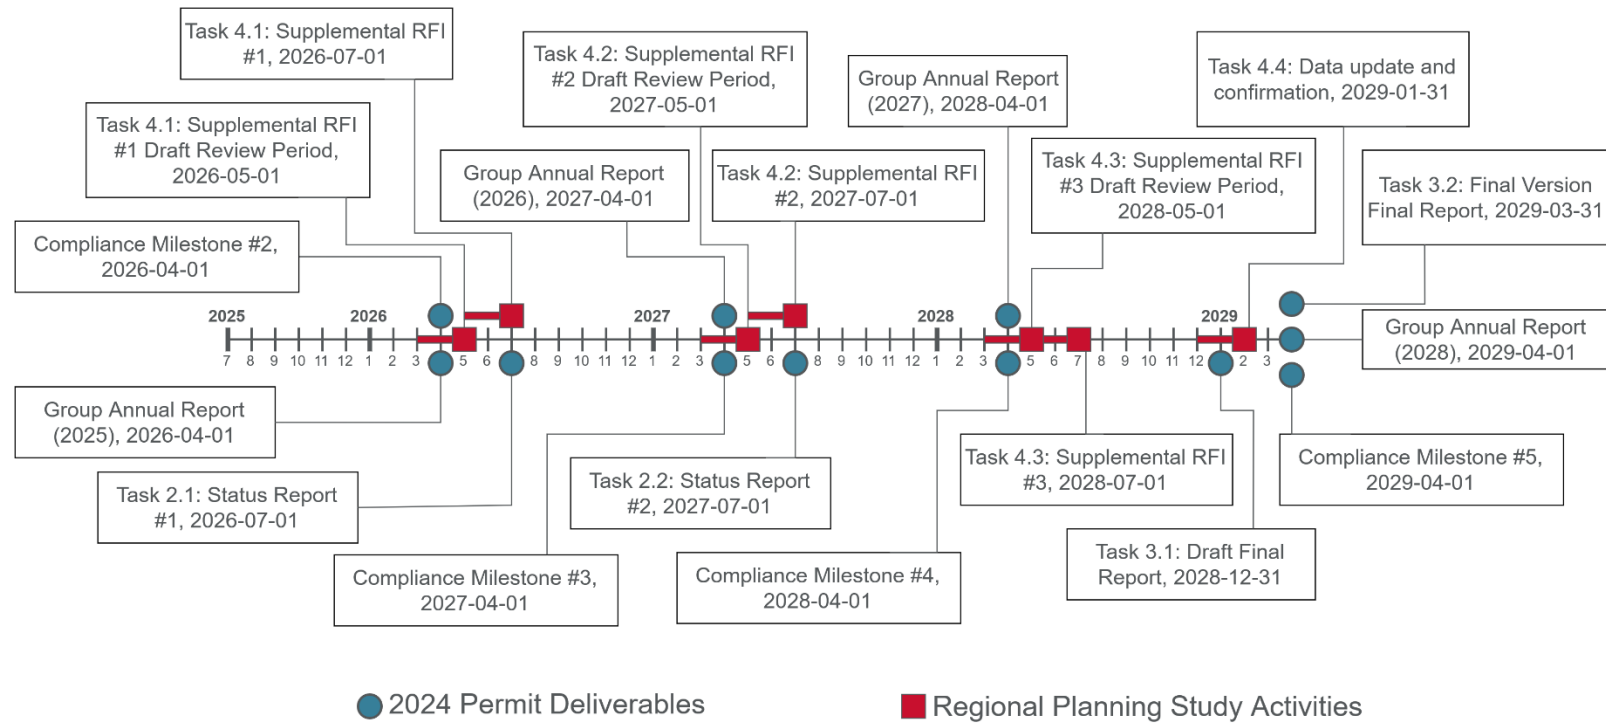 Task 4.1: Supplemental RFI
#1, 2026-07-01
Task 4.2: Supplemental RFI
#2 Draft Review Period,
2027-05-01
Group Annual Report
(2027), 2028-04-01
Task 4.4: Data update and
confirmation, 2029-01-31
Task 4.1: Supplemental RFI
#1 Draft Review Period,
2026-05-01
Group Annual Report
(2026), 2027-04-01
Task 4.2: Supplemental RFI
#2, 2027-07-01
Task 4.3: Supplemental RFI
#3 Draft Review Period,
2028-05-01
Task 3.2: Final Version
Final Report, 2029-03-31
Compliance Milestone #2,
2026-04-01
2025 2026 2027 2028 2029
7 8 9 10 11 12 1 2 3 5 6 8 9 10 11 12 1 2 3 5 6 8 9 10 11 12 1 2 3 5 6 7 8 9 10 11 12 2 3
Group Annual Report
(2028), 2029-04-01
Group Annual Report
(2025), 2026-04-01
Task 2.1: Status Report
#1, 2026-07-01
Compliance Milestone #3,
2027-04-01
Task 2.2: Status Report
#2, 2027-07-01
Compliance Milestone #4,
2028-04-01
Task 4.3: Supplemental RFI
#3, 2028-07-01
Task 3.1: Draft Final
Report, 2028-12-31
Compliance Milestone #5,
2029-04-01
2024 Permit Deliverables
Regional Planning Study Activities